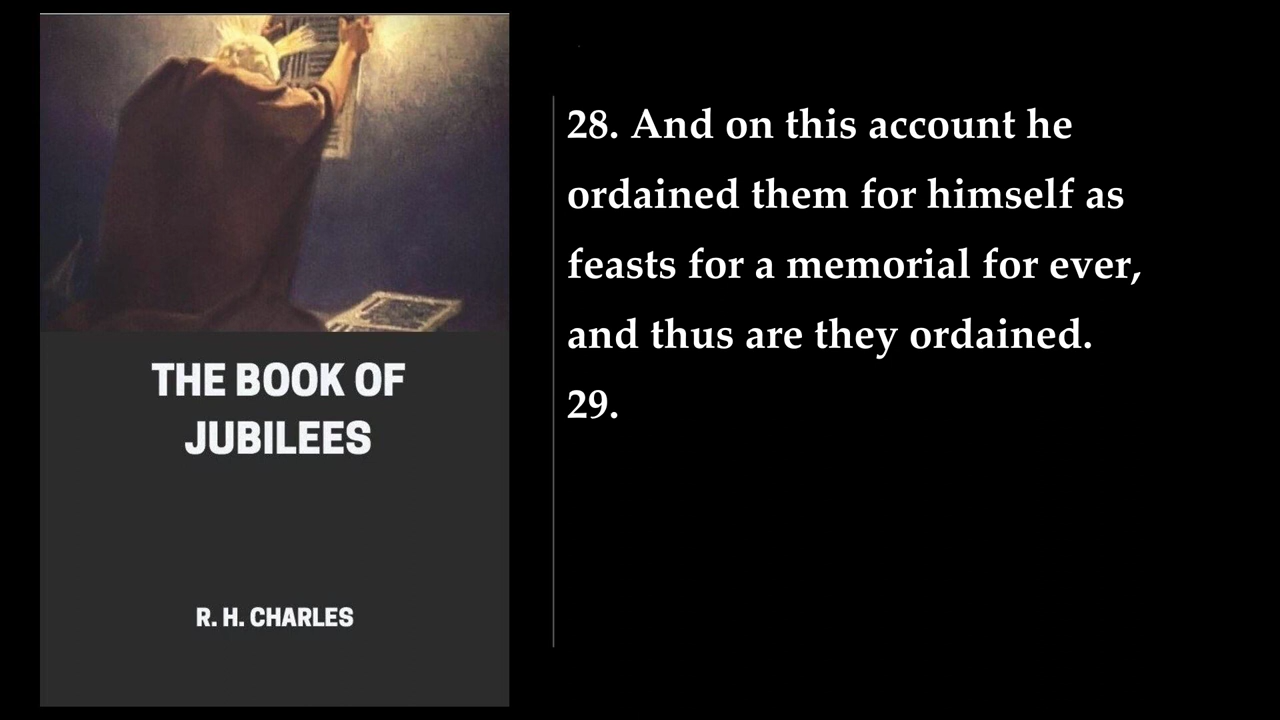 THE BOOK OF
JUBILEES
R. H. CHARLES
28. And on this account he
ordained them for himself as
feasts for a memorial for ever,
and thus are they ordained.
29.